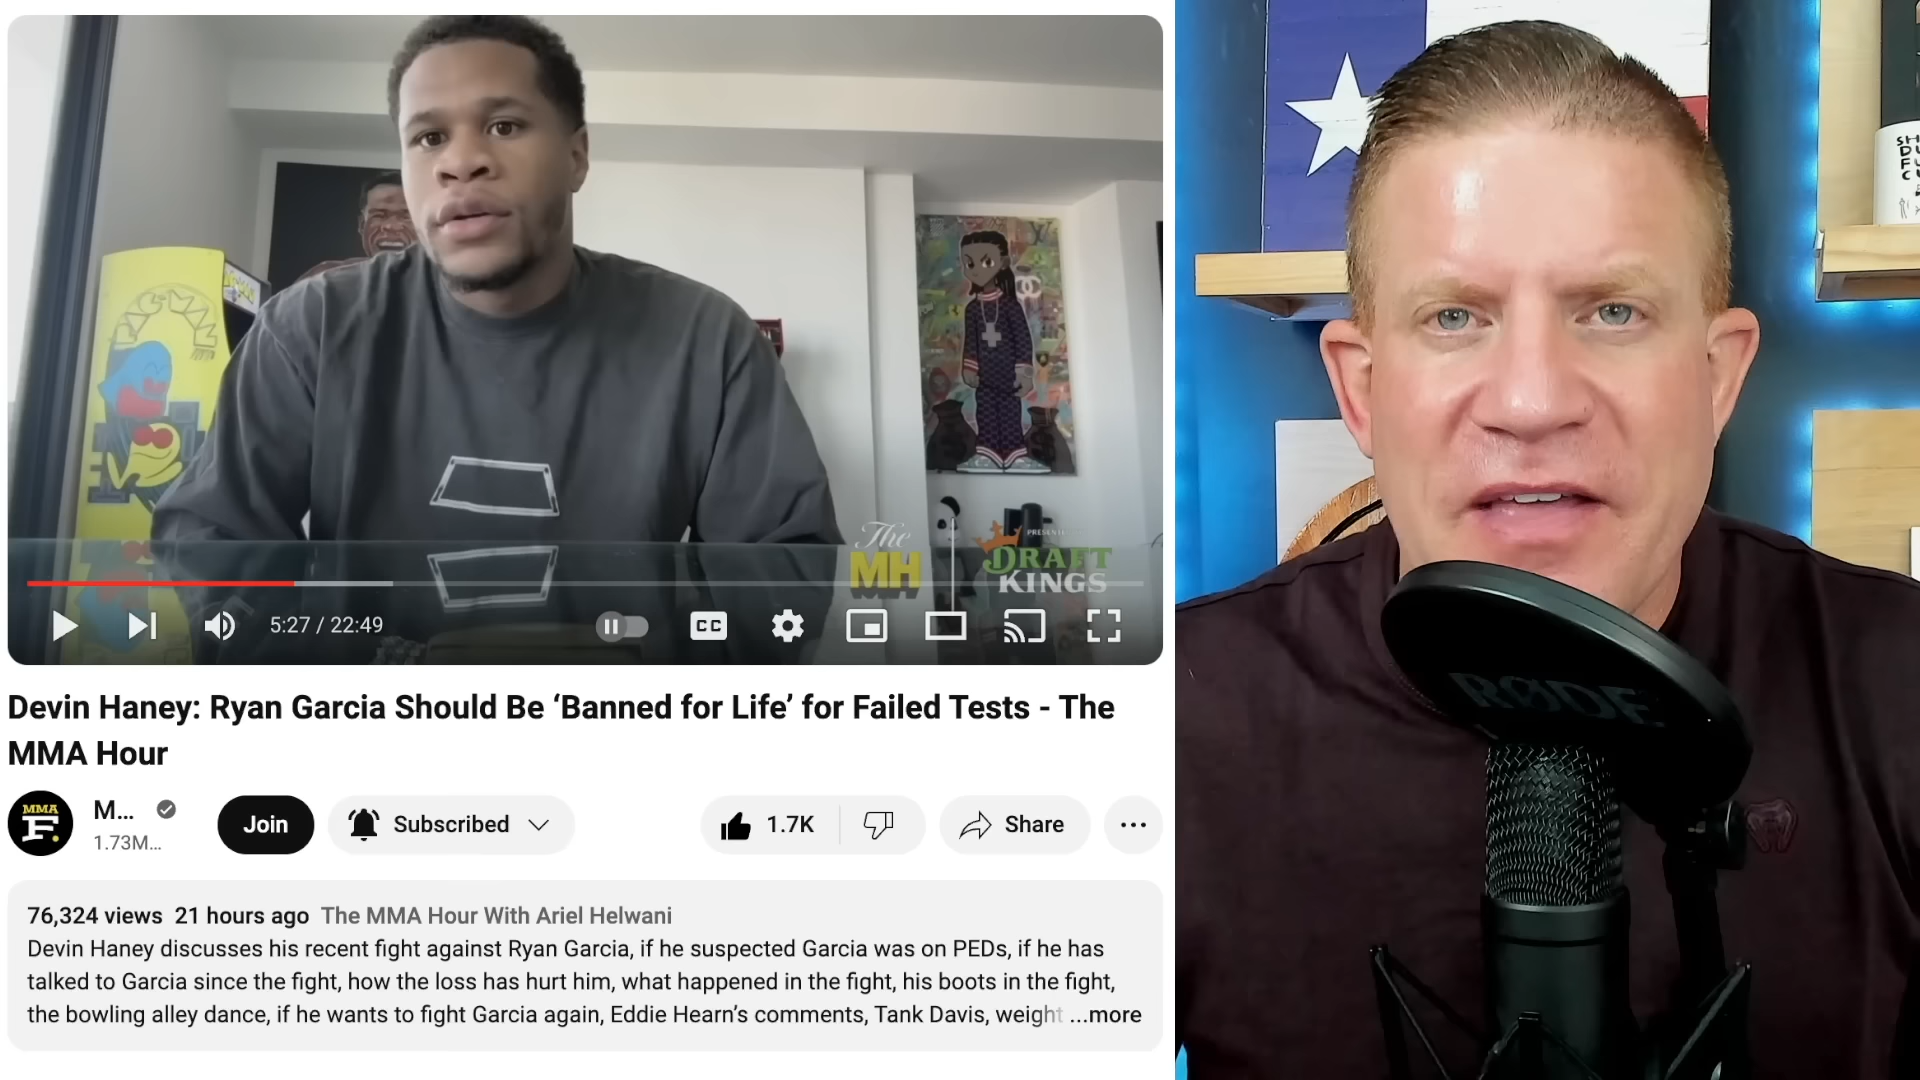 PAC-MAN
The
MH
PRESENTE
DRAFT
KINGS
5:27 / 22:49
CC
Devin Haney: Ryan Garcia Should Be ‘Banned for Life’ for Failed Tests - The
MMA Hour
MMA
F.
M...
1.73M...
Join
Subscribed
1.7K
Share
76,324 views 21 hours ago The MMA Hour With Ariel Helwani
Devin Haney discusses his recent fight against Ryan Garcia, if he suspected Garcia was on PEDs, if he has
talked to Garcia since the fight, how the loss has hurt him, what happened in the fight, his boots in the fight,
the bowling alley dance, if he wants to fight Garcia again, Eddie Hearn’s comments, Tank Davis, weight ...more
RØDE